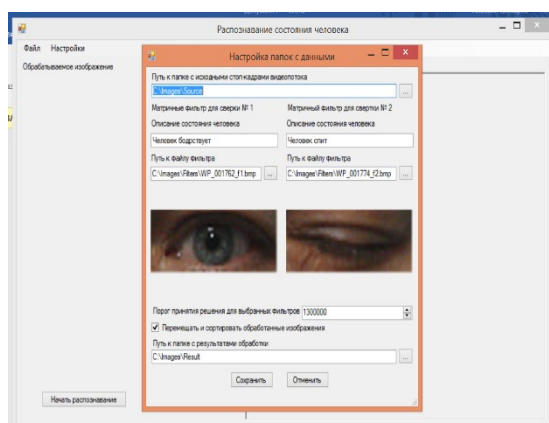 Распознавание состояния человека
Файл Настройки
Обрабатываемое изображение
Настройка папок с данными
Путь к папке с исходными стоп-кадрами видеопотока
C:\Images\Source
...
Матричные фильтр для сверки № 1
Матричный фильтр для свертки № 2
Описание состояния человека
Описание состояния человека
Человек бодрствует
Человек спит
Путь к файлу фильтра
Путь к файлу фильтра
C:\Images\Filters\WP_001762_f1.bmp
...
C:\Images\Filters\WP_001774_f2.bmp
...
Порог принятия решения для выбранных фильтров
1300000
Перемещать и сортировать обработанные изображения
Путь к папке с результатами обработки
C:\Images\Result
...
Сохранить
Отменить
Начать распознавание